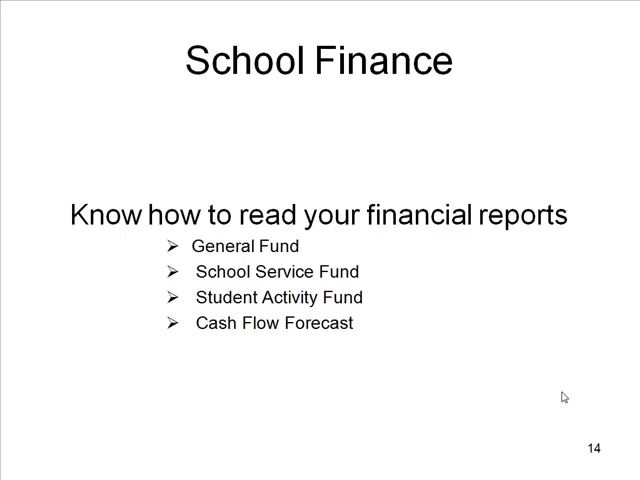 School Finance
Know how to read your financial reports
➢ General Fund
➢ School Service Fund
➢ Student Activity Fund
➢ Cash Flow Forecast
14